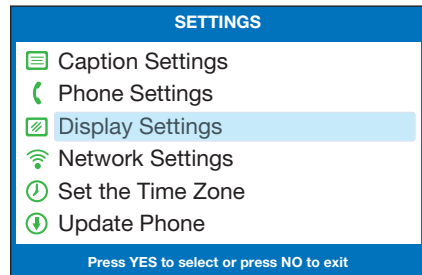 SETTINGS
Caption Settings
Phone Settings
Display Settings
Network Settings
Set the Time Zone
Update Phone
Press YES to select or press NO to exit